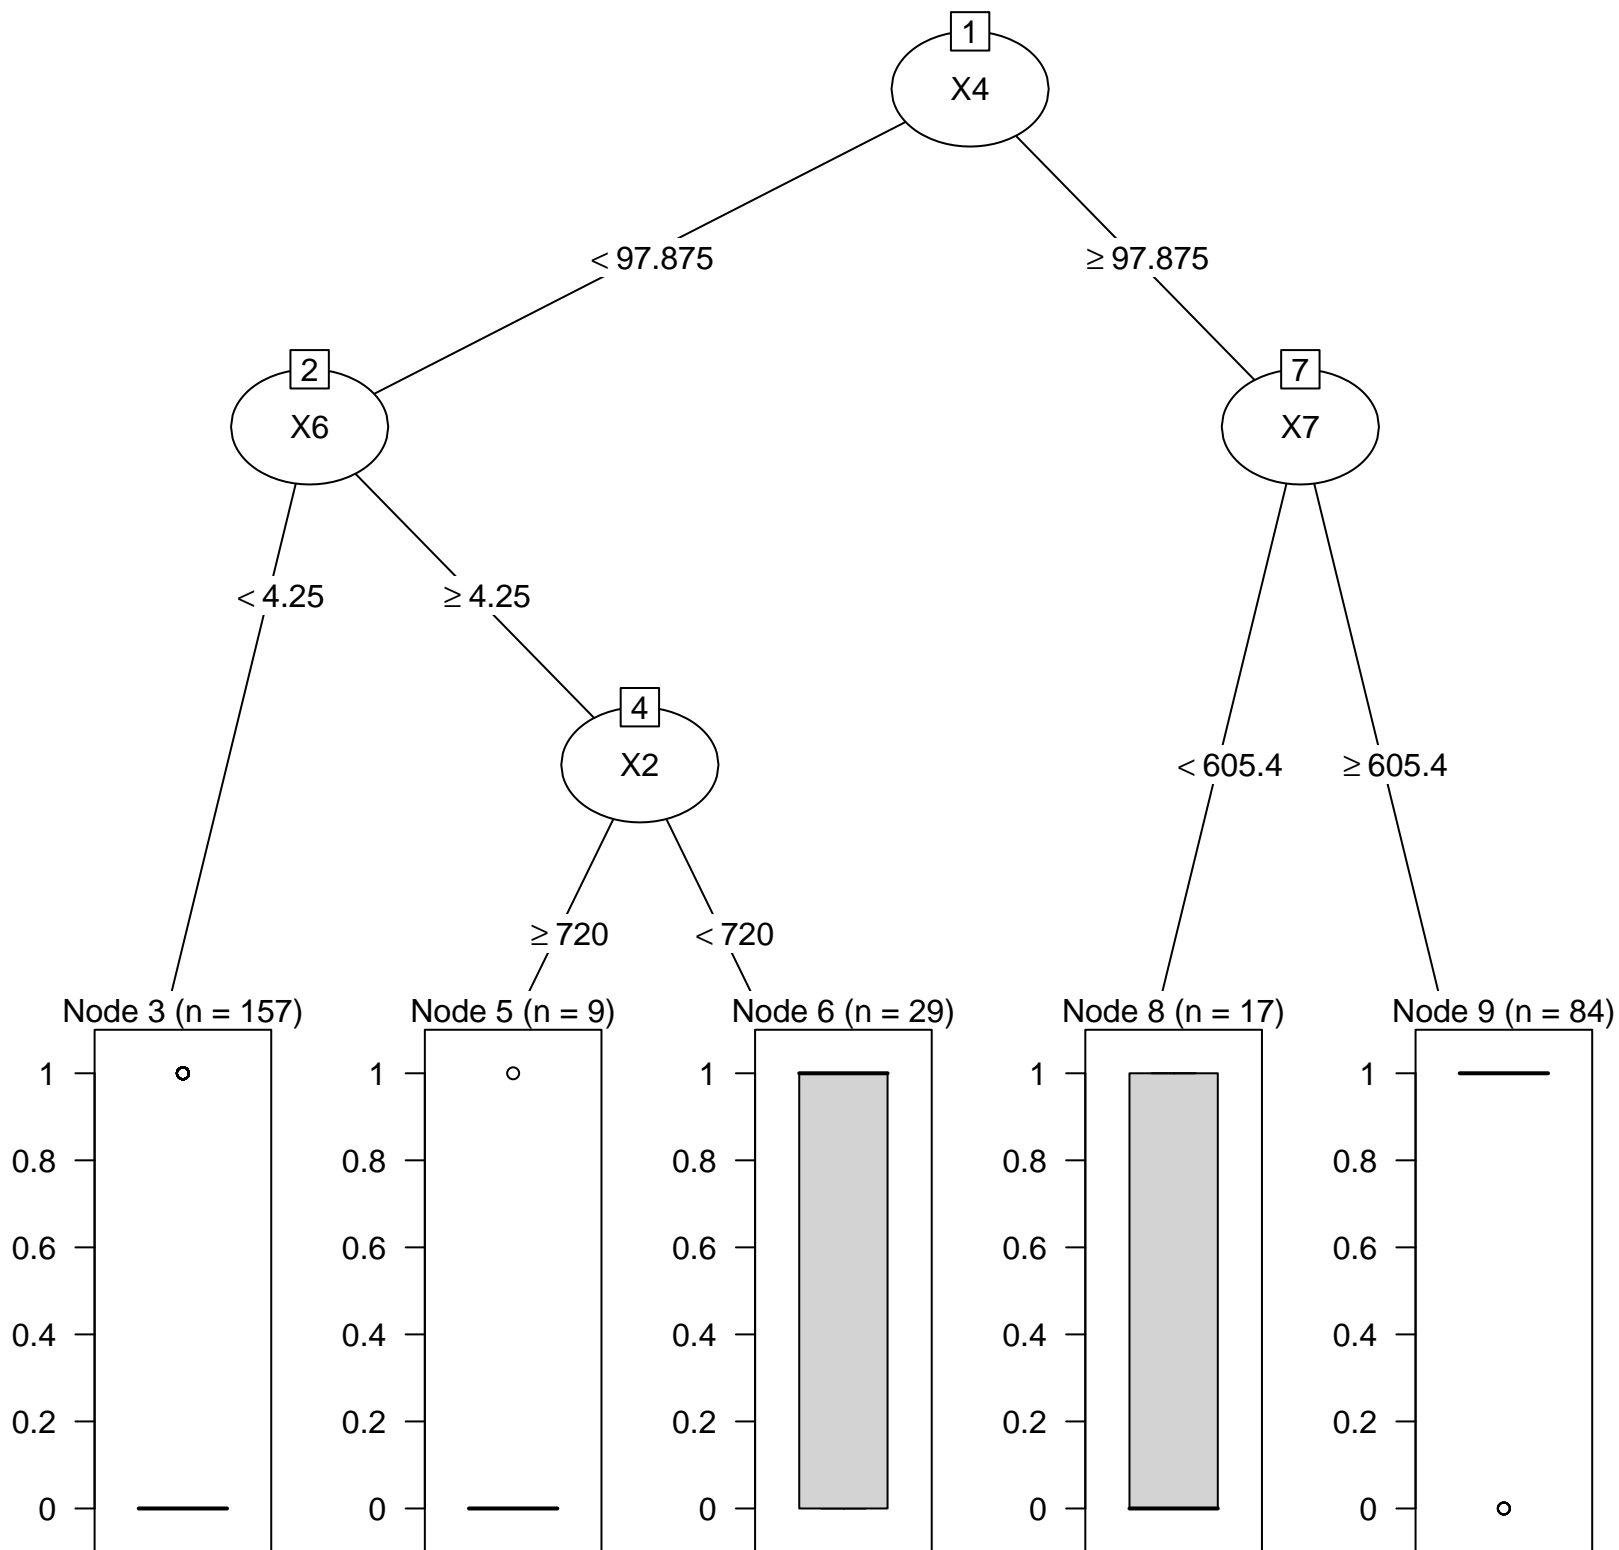 1
X4
< 97.875 ≥ 97.875
2 7
X6 X7
< 4.25 ≥ 4.25
4
X2
< 605.4 ≥ 605.4
≥ 720 < 720
Node 3 (n = 157) Node 5 (n = 9) Node 6 (n = 29) Node 8 (n = 17) Node 9 (n = 84)
1 1 1 1 1
0.8 0.8 0.8 0.8 0.8
0.6 0.6 0.6 0.6 0.6
0.4 0.4 0.4 0.4 0.4
0.2 0.2 0.2 0.2 0.2
0 0 0 0 0